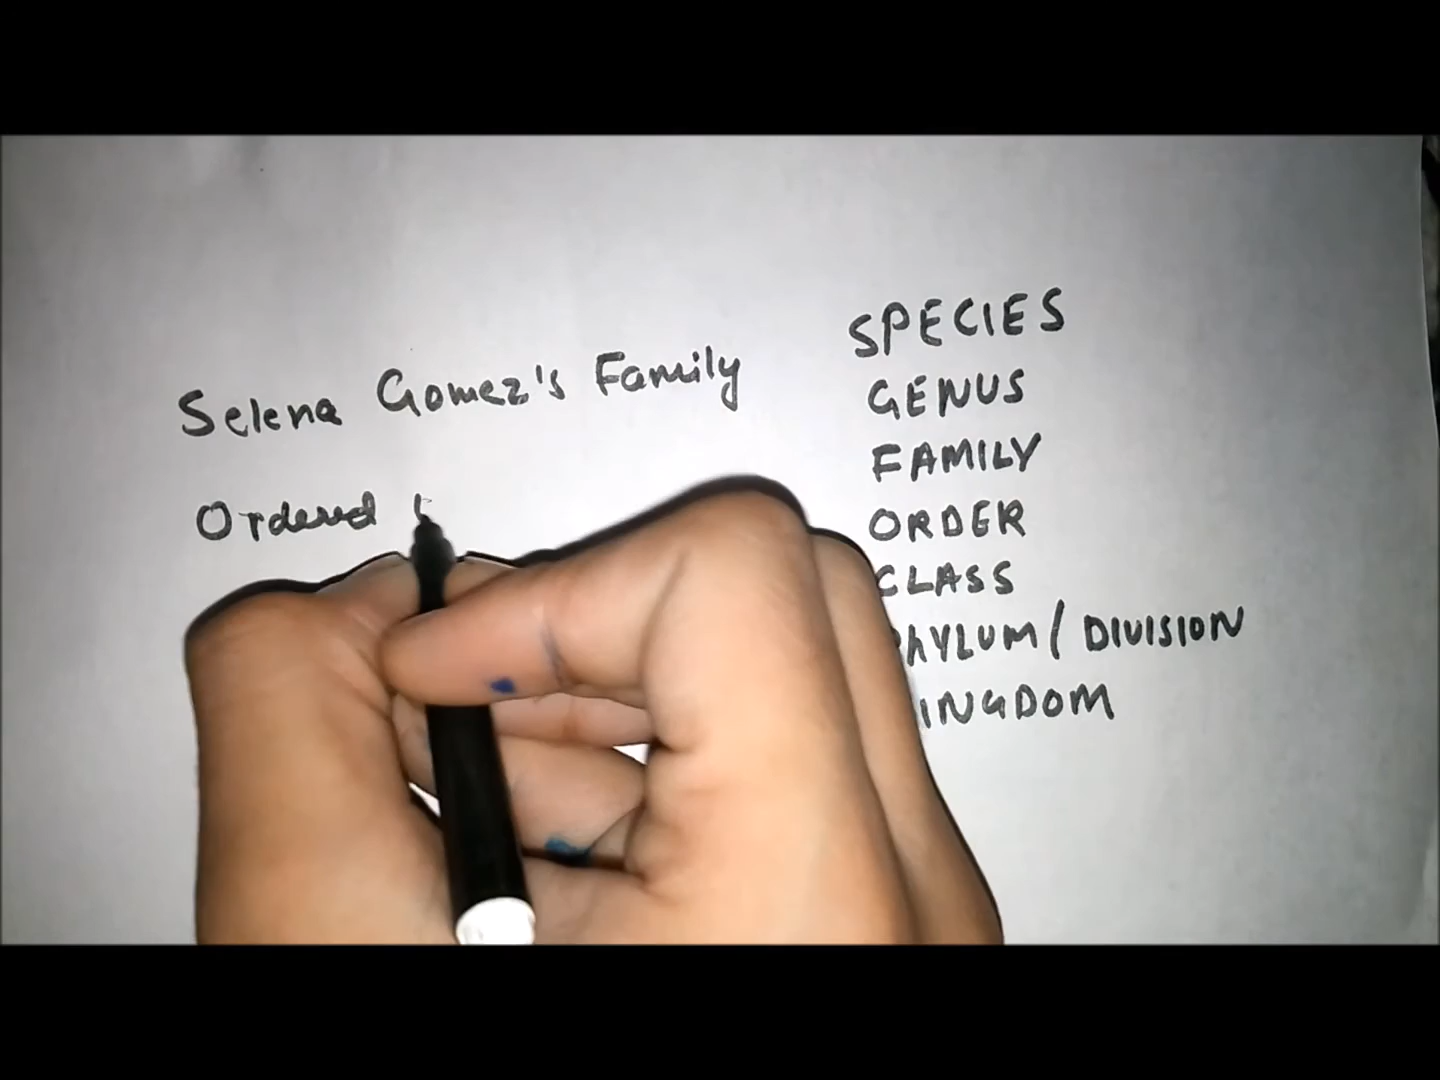 Selena Gomez's Family
Ordered
SPECIES
GENUS
FAMILY
ORDER
CLASS
PHYLUM/ DIVISION
KINGDOM